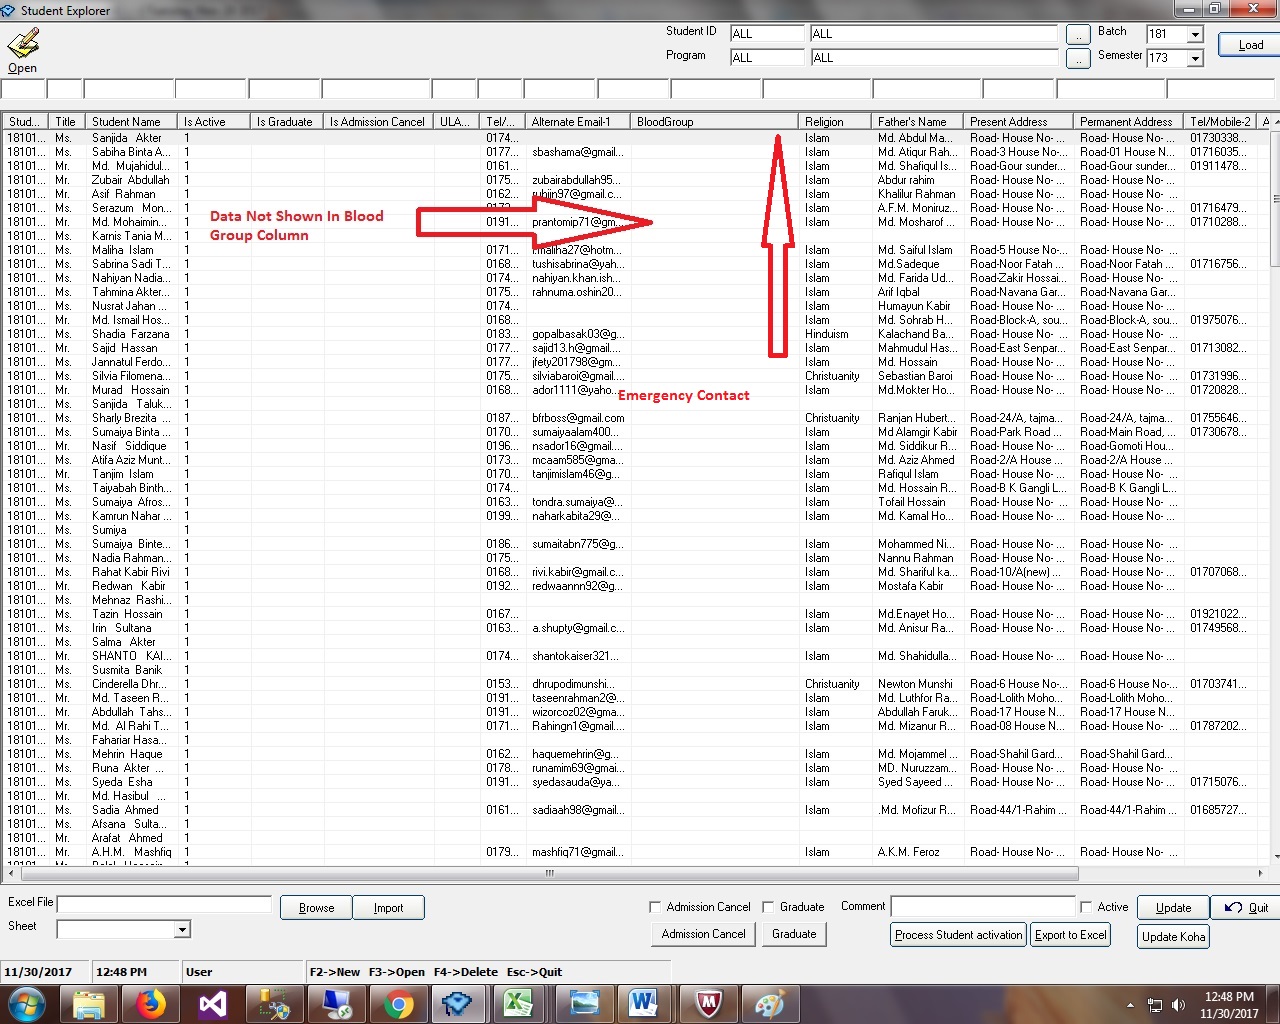 Student Explorer
Open
Student ID ALL ALL .. Batch 181 Load
Program ALL ALL .. Semester 173
Stud... Title Student Name Is Active Is Graduate Is Admission Cancel ULA... Tel/... Alternate Email-1 BloodGroup Religion Father's Name Present Address Permanent Address Tel/Mobile-2 A
18101... Ms. Sanjida Akter 1 0174... Islam Md. Abdul Ma... Road- House No-... Road- House No- ... 01730338...
18101... Ms. Sabiha Binta A... 1 0177... sbashama@gmail... Islam Md. Atiqur Rah... Road-3 House No-... Road-01 House N... 01716035...
18101... Mr. Md. Mujahidul... 1 0161... Islam Md. Shafiqul Is... Road-Gour sunder... Road-Gour sunder... 01911478...
18101... Mr. Zubair Abdullah 1 0175... zubairabdullah95... Islam Abdur rahim Road- House No-... Road- House No- ...
18101... Mr. Asif Rahman 1 0162... Islam Khalilur Rahman Road- House No-... Road- House No- ...
18101... Mr. Serazum Mon... 1 Islam A.F.M. Moniruz... Road- House No-... Road- House No- ... 01716479...
18101... Mr. Md. Mohaimin... 1 0191... prantomip71@gm... Islam Md. Mosharof ... Road- House No-... Road- House No- ... 01710288...
18101... Ms. Kamis Tania M... 1
18101... Ms. Maliha Islam 1 0171... Islam Md. Saiful Islam Road-5 House No-... Road- House No- ...
18101... Ms. Sabrina Sadi T... 1 0168... tushisabrina@yah... Islam Md.Sadeque Road-Noor Fatah ... Road-Noor Fatah ... 01716756...
18101... Ms. Nahiyan Nadia... 1 0174... nahiyan.khan.ish... Islam Md. Farida Ud... Road-Zakir Hossai... Road- House No- ...
18101... Ms. Tahmina Akter... 1 0175... rahnuma.oshin20... Islam Arif Iqbal Road-Navana Gar... Road-Navana Gar...
18101... Ms. Nusrat Jahan ... 1 0174... Islam Humayun Kabir Road- House No-... Road- House No- ...
18101... Mr. Md. Ismail Hos... 1 0168... Islam Md. Sohrab H... Road-Block-A, sou... Road-Block-A, sou... 01975076...
18101... Ms. Shadia Farzana 1 0183... gopalbasak03@g... Hinduism Kalachand Ba... Road- House No-... Road- House No- ...
18101... Mr. Sajid Hassan 1 0177... sajid13.h@gmail.... Islam Mahmudul Has... Road-East Senpar... Road-East Senpar... 01713082...
18101... Ms. Jannatul Ferdo... 1 0177... jfety201798@gm... Islam Md. Hossain Road- House No-... Road- House No- ...
18101... Ms. Silvia Filomena... 1 0175... silviabaroi@gmail.... Christuanity Sebastian Baroi Road- House No-... Road- House No- ... 01731996...
18101... Mr. Murad Hossain 1 0168... ador1111@yaho... Islam Md.Mokter Ho... Road- House No-... Road- House No- ... 01720828...
18101... Ms. Sanjida Taluk... 1
18101... Ms. Sharly Brezita ... 1 0187... bfrboss@gmail.com Christuanity Ranjan Hubert... Road-24/A, tajma... Road-24/A, tajma... 01755646...
18101... Ms. Sumaiya Binta ... 1 0170... sumaiyaalam400... Islam Md Alamgir Kabir Road-Park Road ... Road-Main Road, ... 01730678...
18101... Mr. Nasif Siddique 1 0196... nsador16@gmail.... Islam Md. Siddikur R... Road- House No-... Road-Gomoti Hou...
18101... Ms. Atifa Aziz Munt... 1 0173... mcaam585@gma... Islam Md. Aziz Ahmed Road-2/A House ... Road-2/A House ...
18101... Mr. Tanjim Islam 1 0170... tanjimislam46@g... Islam Rafiqul Islam Road- House No-... Road- House No- ...
18101... Ms. Taiyabah Binth... 1 0174... Islam Md. Hossain R... Road-B K Gangli L... Road-B K Gangli L...
18101... Ms. Sumaiya Afros... 1 0163... tondra.sumaiya@... Islam Tofail Hossain Road- House No-... Road- House No- ...
18101... Ms. Kamrun Nahar ... 1 0199... naharkabita29@... Islam Md. Kamal Ho... Road- House No-... Road- House No- ...
18101... Ms. Sumiya 1
18101... Ms. Sumaiya Binte... 1 0186... sumaitabn775@g... Islam Mohammed Ni... Road- House No-... Road- House No- ...
18101... Ms. Nadia Rahman... 1 0175... Islam Nannu Rahman Road- House No-... Road- House No- ...
18101... Ms. Rahat Kabir Rivi 1 0168... rivi.kabir@gmail.c... Islam Md. Shariful ka... Road-10/A(new) ... Road- House No- ... 01707068...
18101... Mr. Redwan Kabir 1 0192... redwaannn92@g... Islam Mostafa Kabir Road- House No-... Road- House No- ...
18101... Ms. Mehnaz Rashi... 1
18101... Ms. Tazin Hossain 1 0167... Islam Md.Enayet Ho... Road- House No-... Road- House No- ... 01921022...
18101... Ms. Irin Sultana 1 0163... a.shupty@gmail.c... Islam Md. Anisur Ra... Road- House No-... Road- House No- ... 01749568...
18101... Ms. Salma Akter 1
18101... Mr. SHANTO KAI... 1 0174... shantokaiser321... Islam Md. Shahidulla... Road- House No-... Road- House No- ...
18101... Ms. Susmita Banik 1
18101... Ms. Cinderella Dhr... 1 0153... dhrupodimunshi... Christuanity Newton Munshi Road-6 House No-... Road-6 House No-... 01703741...
18101... Mr. Md. Taseen R... 1 0191... taseenrahman2@... Islam Md. Luthfor Ra... Road-Lolith Moho... Road-Lolith Moho...
18101... Mr. Abdullah Tahs... 1 0191... wizorcoz02@gma... Islam Abdullah Faruk... Road-17 House N... Road-17 House N...
18101... Mr. Md. Al Rahi T... 1 0171... Rahingn1@gmail.... Islam Md. Mizanur R... Road-08 House N... Road- House No- ... 01787202...
18101... Ms. Fahariar Hasa... 1
18101... Ms. Mehrin Haque 1 0162... haquemehrin@g... Islam Md. Mojammel ... Road-Shahil Gard... Road-Shahil Gard...
18101... Ms. Runa Akter ... 1 0178... runamim69@gmai... Islam MD. Nuruzzam... Road- House No-... Road- House No- ...
18101... Ms. Syeda Esha 1 0191... syedasauda@ya... Islam Syed Sayeed ... Road- House No-... Road- House No- ... 01715076...
18101... Mr. Md. Hasibul ... 1
18101... Ms. Sadia Ahmed 1 0161... sadiaah98@gmail... Islam .Md. Mofizur R... Road-44/1-Rahim ... Road-44/1-Rahim ... 01685727...
18101... Ms. Afsana Sulta... 1
18101... Mr. Arafat Ahmed 1
18101... Mr. A.H.M. Mashfiq 1 0179... mashfiq71@gmail... Islam A.K.M. Feroz Road- House No-... Road- House No- ...
Data Not Shown In Blood
Group Column
Emergency Contact
Excel File Browse Import Admission Cancel Graduate Comment Active Update Quit
Sheet Admission Cancel Graduate Process Student activation Export to Excel Update Koha
11/30/2017 12:48 PM User F2->New F3->Open F4->Delete Esc->Quit
12:48 PM
11/30/2017